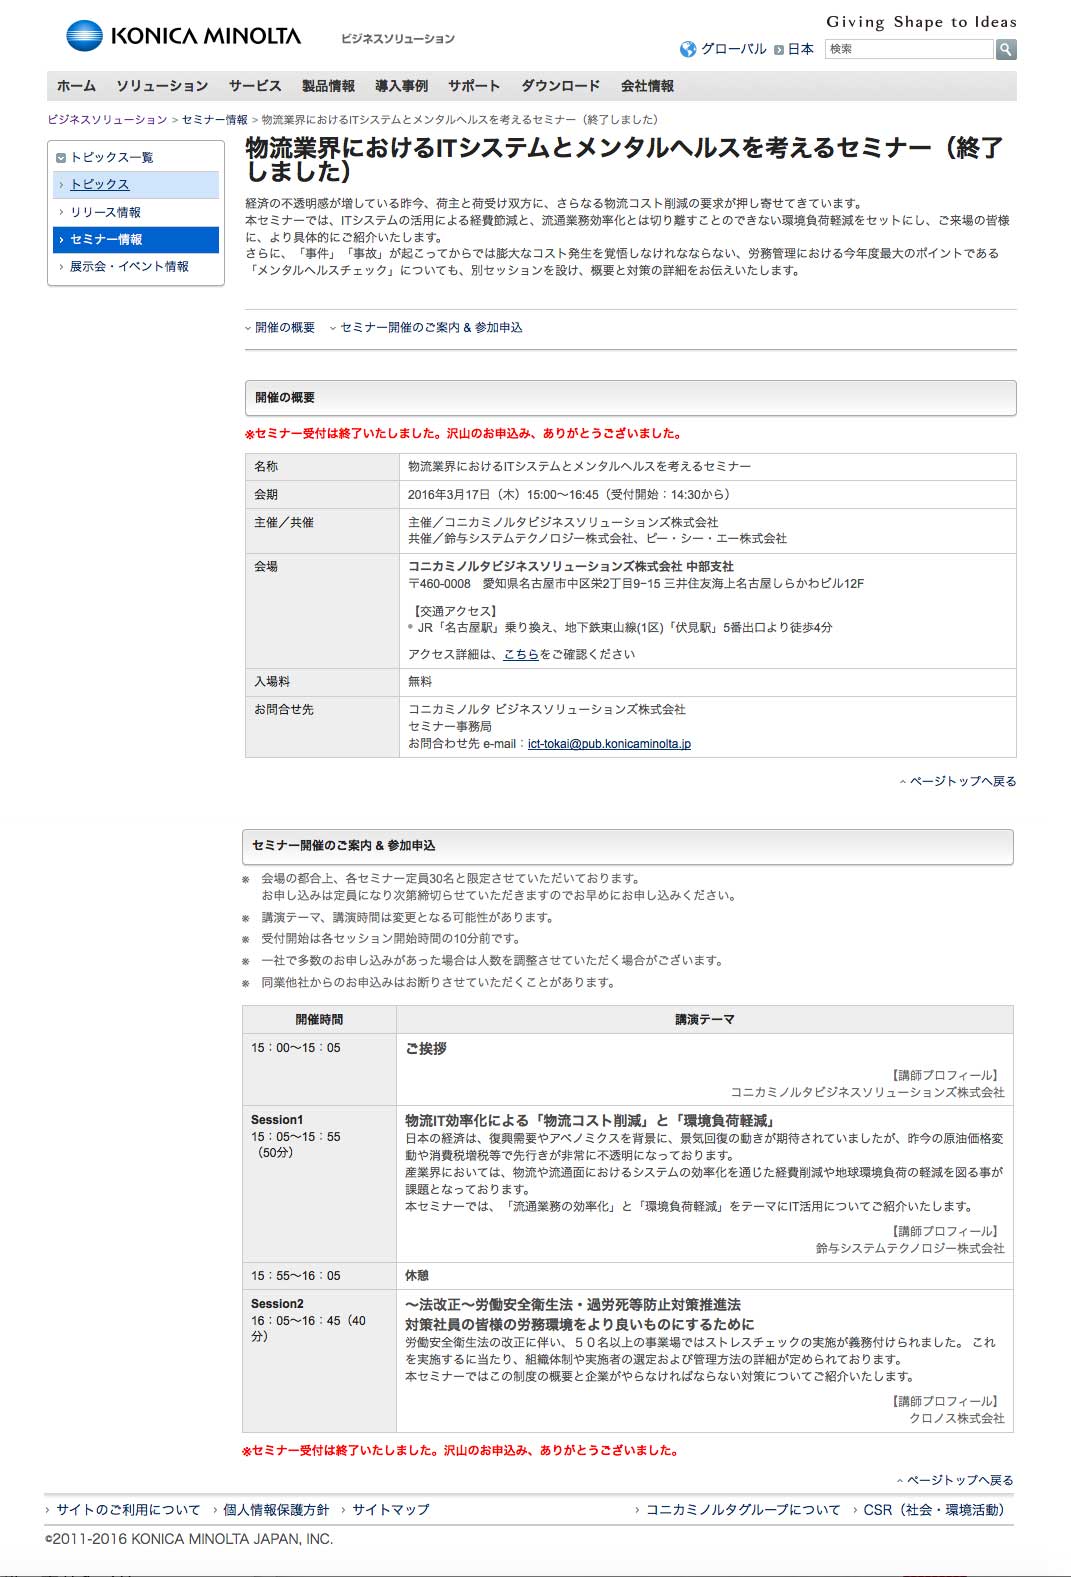 KONICA MINOLTA
ビジネスソリューション
Giving Shape to Ideas
グローバル 日本 検索
ホーム ソリューション サービス 製品情報 導入事例 サポート ダウンロード 会社情報
ビジネスソリューション > セミナー情報 > 物流業界におけるITシステムとメンタルヘルスを考えるセミナー（終了しました）
トピックス一覧
トピックス
リリース情報
セミナー情報
展示会・イベント情報
物流業界におけるITシステムとメンタルヘルスを考えるセミナー（終了
しました）
経済の不透明感が増している昨今、荷主と荷受け双方に、さらなる物流コスト削減の要求が押し寄せてきています。
本セミナーでは、ITシステムの活用による経費節減と、流通業務効率化とは切り離すことのできない環境負荷軽減をセットにし、ご来場の皆様
に、より具体的にご紹介いたします。
さらに、「事件」「事故」が起こってからでは膨大なコスト発生を覚悟しなけれなならない、労務管理における今年度最大のポイントである
「メンタルヘルスチェック」についても、別セッションを設け、概要と対策の詳細をお伝えいたします。
開催の概要 セミナー開催のご案内 & 参加申込
開催の概要
※セミナー受付は終了いたしました。沢山のお申込み、ありがとうございました。
名称 物流業界におけるITシステムとメンタルヘルスを考えるセミナー
会期 2016年3月17日（木）15:00～16:45（受付開始：14:30から）
主催／共催 主催／コニカミノルタビジネスソリューションズ株式会社
共催／鈴与システムテクノロジー株式会社、ピー・シー・エー株式会社
会場 コニカミノルタビジネスソリューションズ株式会社 中部支社
〒460-0008 愛知県名古屋市中区栄2丁目9−15 三井住友海上名古屋しらかわビル12F
【交通アクセス】
JR「名古屋駅」乗り換え、地下鉄東山線(1区)「伏見駅」5番出口より徒歩4分
アクセス詳細は、こちらをご確認ください
入場料 無料
お問合せ先 コニカミノルタ ビジネスソリューションズ株式会社
セミナー事務局
お問合わせ先 e-mail：ict-tokai@pub.konicaminolta.jp
ページトップへ戻る
セミナー開催のご案内 & 参加申込
※ 会場の都合上、各セミナー定員30名と限定させていただいております。
お申し込みは定員になり次第締切らせていただきますのでお早めにお申し込みください。
※ 講演テーマ、講演時間は変更となる可能性があります。
※ 受付開始は各セッション開始時間の10分前です。
※ 一社で多数のお申し込みがあった場合は人数を調整させていただく場合がございます。
※ 同業他社からのお申込みはお断りさせていただくことがあります。
開催時間 講演テーマ
15：00～15：05 ご挨拶
【講師プロフィール】
コニカミノルタビジネスソリューションズ株式会社
Session1
15：05～15：55
（50分）
物流IT効率化による「物流コスト削減」と「環境負荷軽減」
日本の経済は、復興需要やアベノミクスを背景に、景気回復の動きが期待されていましたが、昨今の原油価格変
動や消費税増税等で先行きが非常に不透明になっております。
産業界においては、物流や流通面におけるシステムの効率化を通じた経費削減や地球環境負荷の軽減を図る事が
課題となっております。
本セミナーでは、「流通業務の効率化」と「環境負荷軽減」をテーマにIT活用についてご紹介いたします。
【講師プロフィール】
鈴与システムテクノロジー株式会社
15：55～16：05 休憩
Session2
16：05～16：45（40
分）
～法改正～労働安全衛生法・過労死等防止対策推進法
対策社員の皆様の労務環境をより良いものにするために
労働安全衛生法の改正に伴い、５０名以上の事業場ではストレスチェックの実施が義務付けられました。 これ
を実施するに当たり、組織体制や実施者の選定および管理方法の詳細が定められております。
本セミナーではこの制度の概要と企業がやらなければならない対策についてご紹介いたします。
【講師プロフィール】
クロノス株式会社
※セミナー受付は終了いたしました。沢山のお申込み、ありがとうございました。
ページトップへ戻る
サイトのご利用について 個人情報保護方針 サイトマップ コニカミノルタグループについて CSR（社会・環境活動）
©2011-2016 KONICA MINOLTA JAPAN, INC.